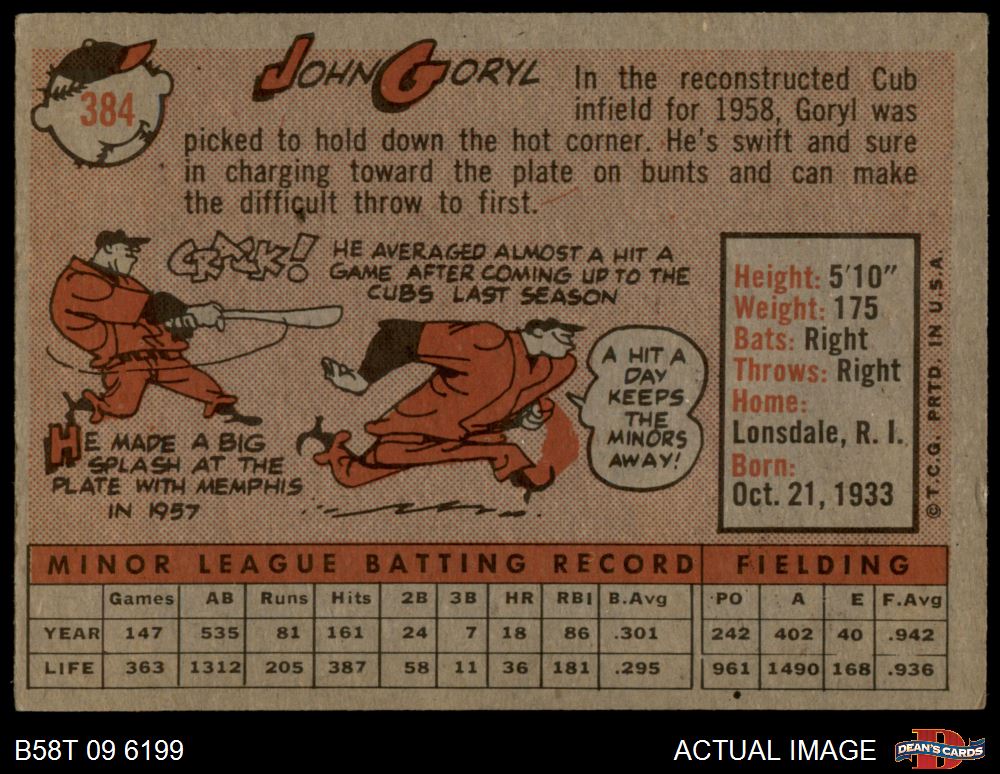 384
JOHN GORYL
In the reconstructed Cub
infield for 1958, Goryl was
picked to hold down the hot corner. He's swift and sure
in charging toward the plate on bunts and can make
the difficult throw to first.
CRACK!
HE AVERAGED ALMOST A HIT A
GAME AFTER COMING UP TO THE
CUBS LAST SEASON
A HIT A
DAY
KEEPS
THE
MINORS
AWAY!
HE MADE A BIG
SPLASH AT THE
PLATE WITH MEMPHIS
IN 1957
Height: 5'10"
Weight: 175
Bats: Right
Throws: Right
Home:
Lonsdale, R. I.
Born:
Oct. 21, 1933
©T.C.G. PRTD. IN U.S.A.
MINOR LEAGUE BATTING RECORD FIELDING
Games AB Runs Hits 2B 3B HR RBI B.Avg PO A E F.Avg
YEAR 147 535 81 161 24 7 18 86 .301 242 402 40 .942
LIFE 363 1312 205 387 58 11 36 181 .295 961 1490 168 .936
B58T 09 6199
ACTUAL IMAGE
D
DEAN'S CARDS